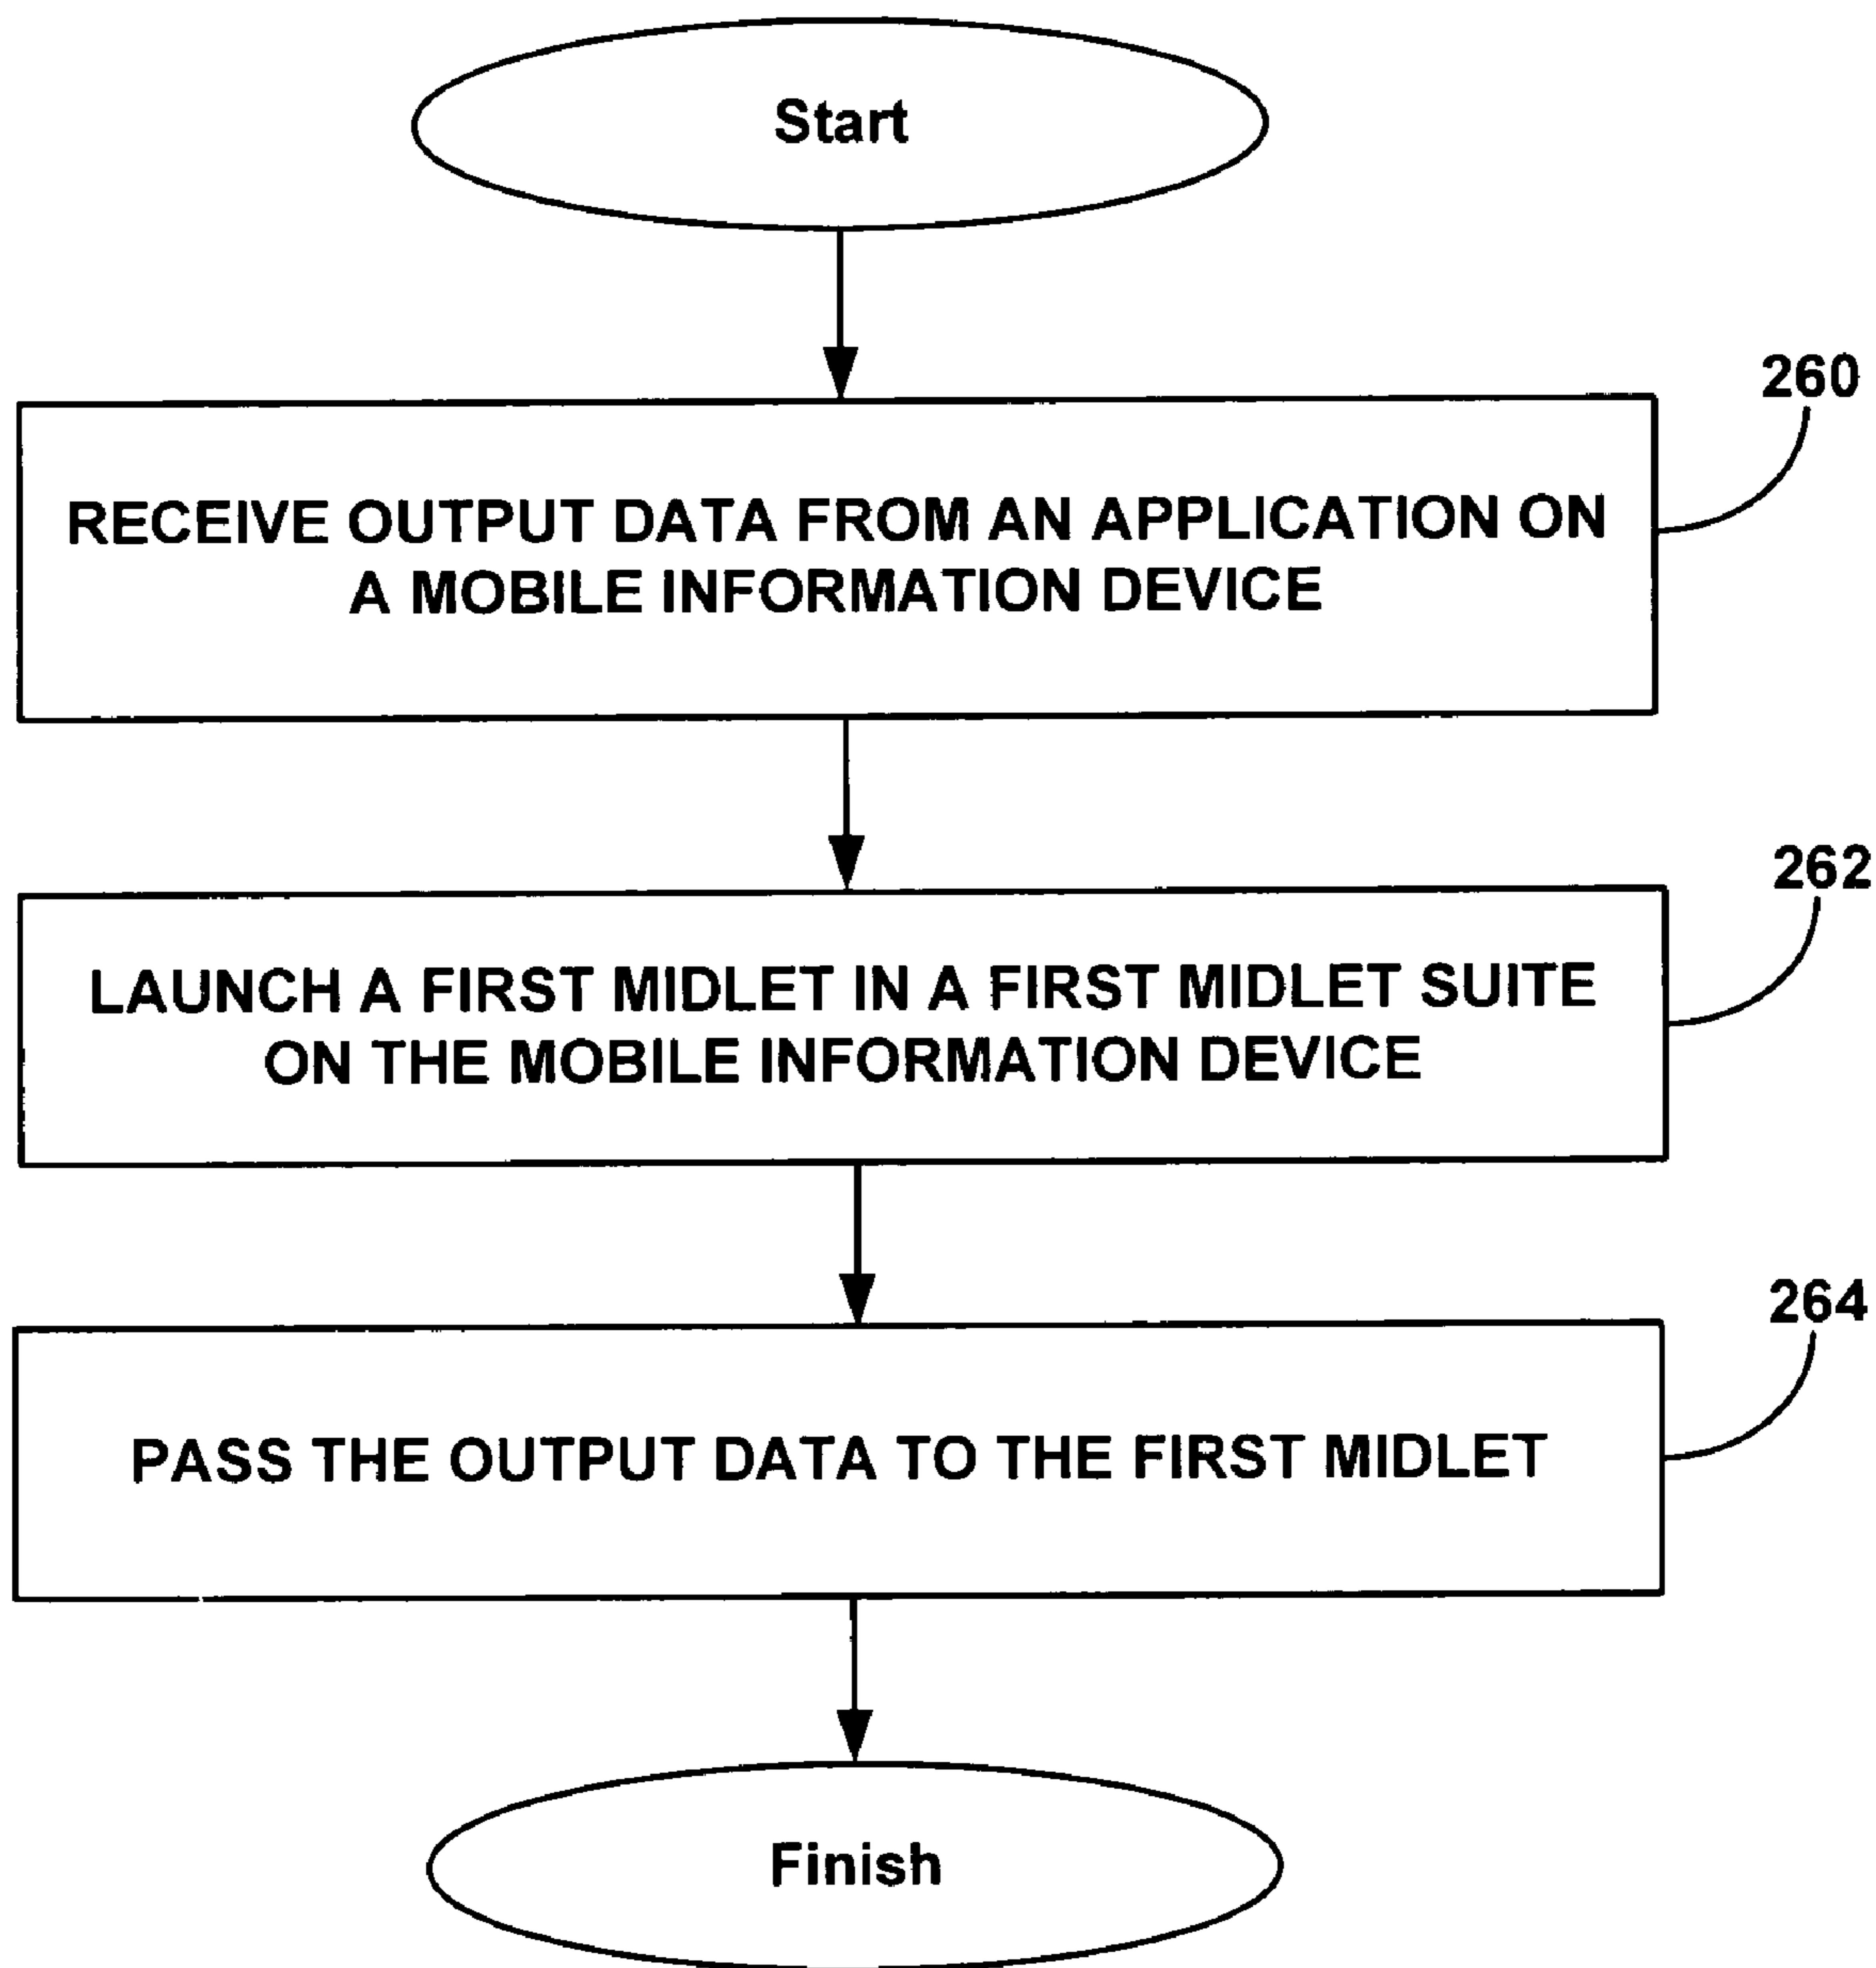 Start
260
RECEIVE OUTPUT DATA FROM AN APPLICATION ON
A MOBILE INFORMATION DEVICE
262
LAUNCH A FIRST MIDLET IN A FIRST MIDLET SUITE
ON THE MOBILE INFORMATION DEVICE
264
PASS THE OUTPUT DATA TO THE FIRST MIDLET
Finish